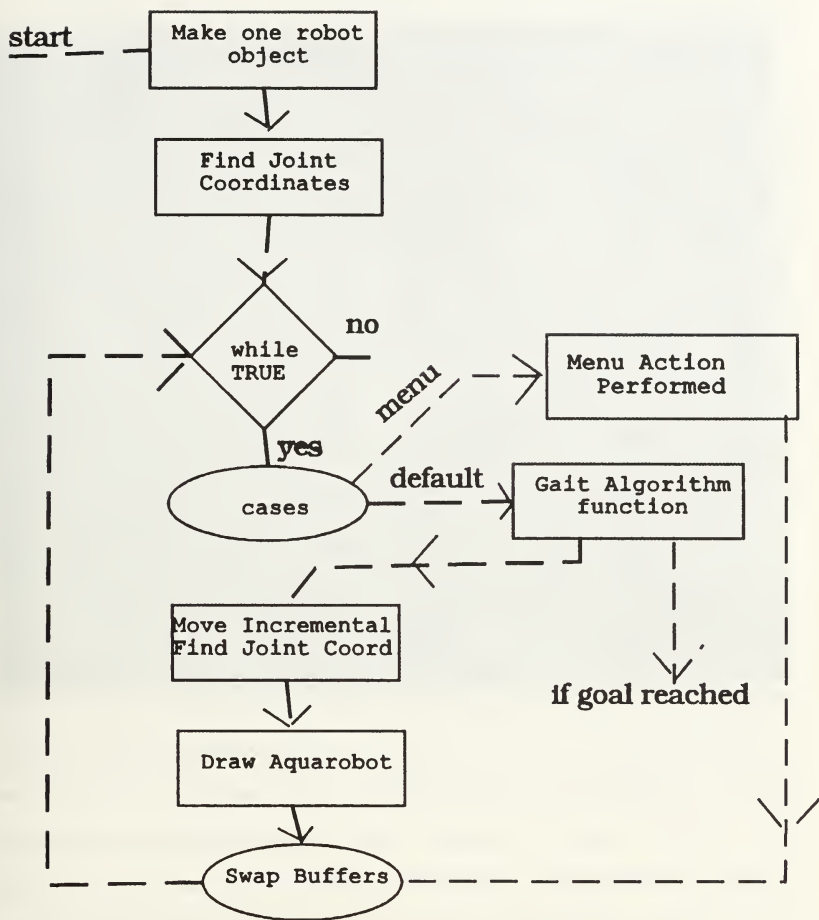 start
Make one robot
object
Find Joint
Coordinates
while
TRUE
no
yes
cases
menu
Menu Action
Performed
default
Gait Algorithm
function
Move Incremental
Find Joint Coord
if goal reached
Draw Aquarobot
Swap Buffers